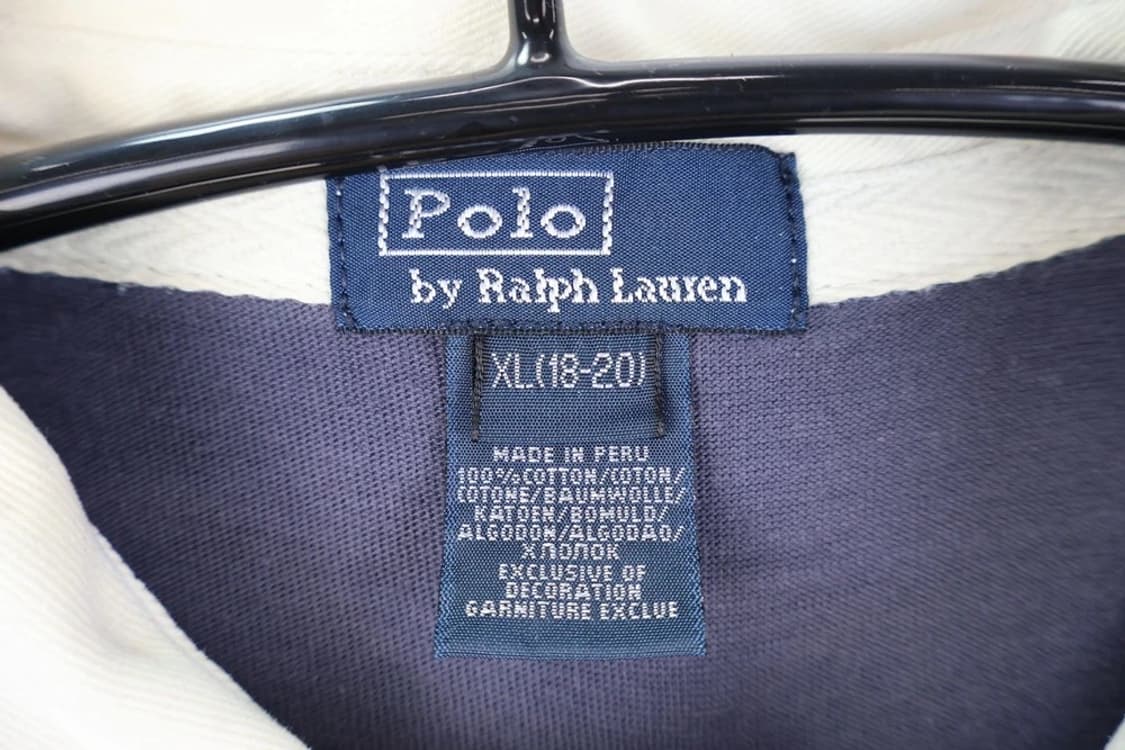 Polo
by Ralph Lauren
XL(18-20)
MADE IN PERU
100%COTTON/COTON/
COTONE/BAUMWOLLE/
KATOEN/BOMULD/
ALGODON/ALGODAO/
ХЛОПОК
EXCLUSIVE OF
DECORATION
GARNITURE EXCLUE